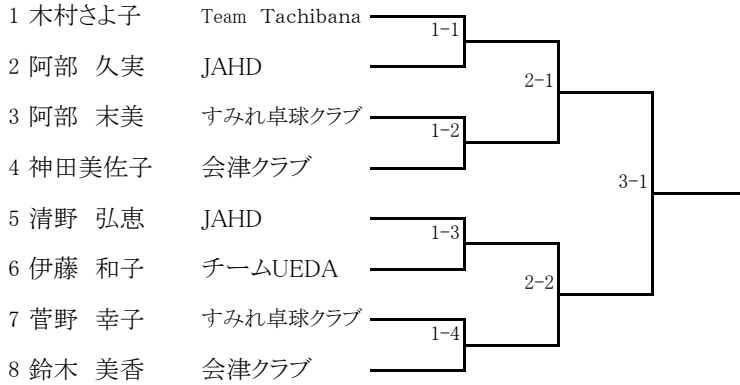 1 木村さよ子 Team Tachibana
1-1
2 阿部 久実 JAHD
2-1
3 阿部 末美 すみれ卓球クラブ
1-2
4 神田美佐子 会津クラブ
3-1
5 清野 弘恵 JAHD
1-3
6 伊藤 和子 チームUEDA
2-2
7 菅野 幸子 すみれ卓球クラブ
1-4
8 鈴木 美香 会津クラブ